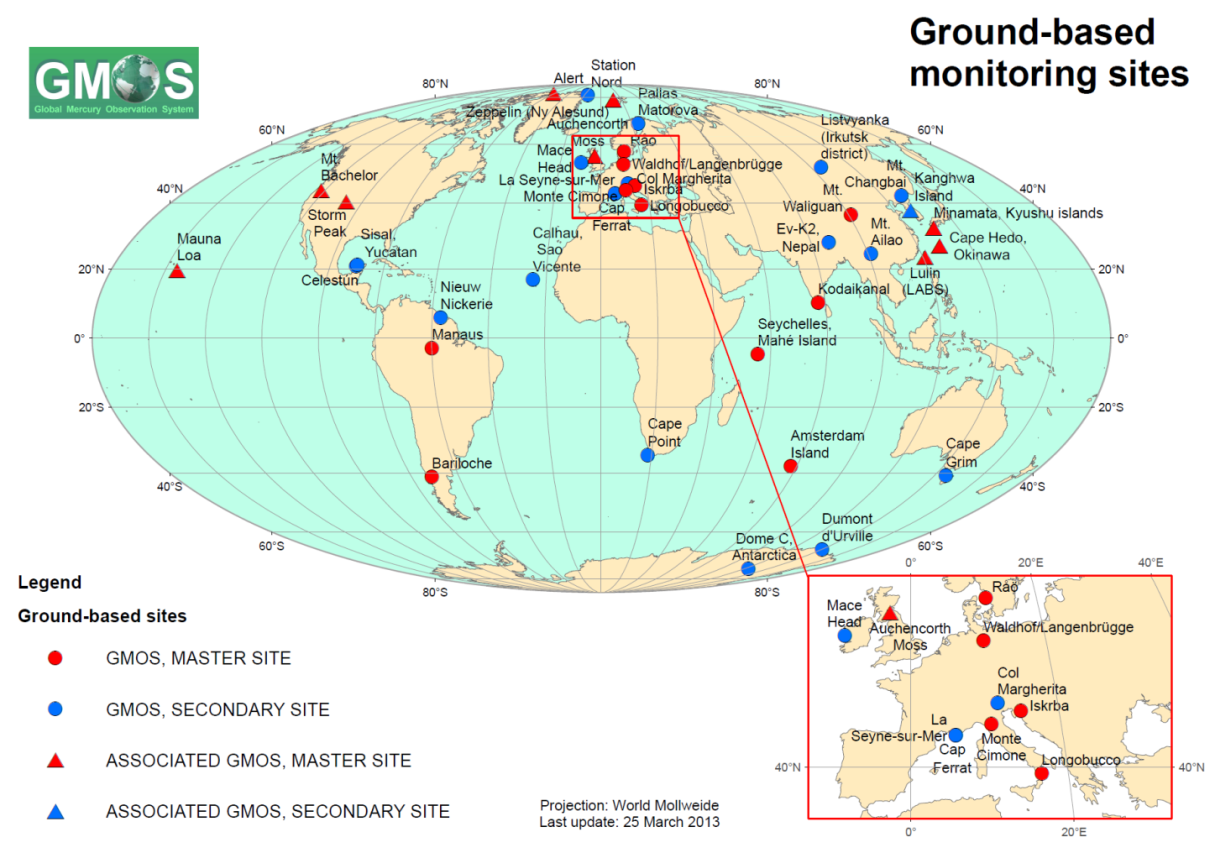 Ground-based
monitoring sites
GMOS
Global Mercury Observation System
80°N
80°N
60°N
60°N
40°N
40°N
20°N
20°N
0°
0°
20°S
20°S
40°S
40°S
60°S
60°S
80°S
80°S
Alert
Station
Nord
Zeppelin (Ny Alesund)
Pallas
Matorova
Auchencorth
Moss
Råo
Mace
Head
Waldhof/Langenbrügge
La Seyne-sur-Mer
Col Margherita
Iskrba
Monte Cimone
Cap
Ferrat
Longobucco
Listvyanka
(Irkutsk
district)
Mt.
Changbai
Kanghwa
Island
Mt.
Waliguan
Minamata, Kyushu islands
Mt.
Ailao
Cape Hedo,
Okinawa
Ev-K2,
Nepal
Lulin
(LABS)
Kodaikanal
Mt.
Bachelor
Storm
Peak
Mauna
Loa
Sisal,
Yucatan
Celestún
Calhau,
Sao
Vicente
Nieuw
Nickerie
Manaus
Seychelles,
Mahé Island
Cape
Point
Amsterdam
Island
Cape
Grim
Bariloche
Dumont
d'Urville
Dome C,
Antarctica
Legend
Ground-based sites
GMOS, MASTER SITE
GMOS, SECONDARY SITE
ASSOCIATED GMOS, MASTER SITE
ASSOCIATED GMOS, SECONDARY SITE
Projection: World Mollweide
Last update: 25 March 2013
0°
20°E
40°E
Råo
Mace
Head
Auchencorth
Moss
Waldhof/Langenbrügge
Col
Margherita
Iskrba
La
Seyne-sur-Mer
Cap
Ferrat
Monte
Cimone
Longobucco
40°N
40°N
0°
20°E